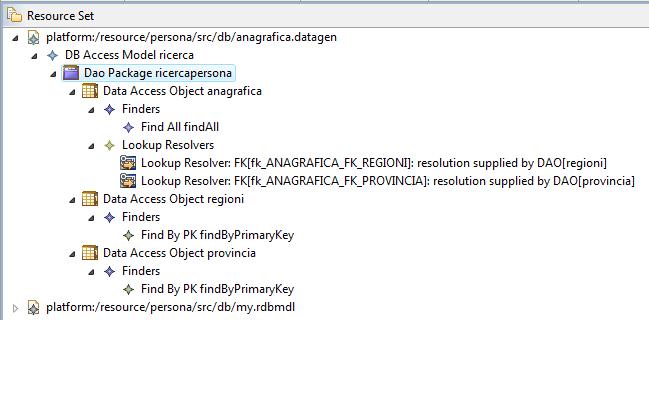 Resource Set
platform:/resource/persona/src/db/anagrafica.datagen
DB Access Model ricerca
Dao Package ricercapersona
Data Access Object anagrafica
Finders
Find All findAll
Lookup Resolvers
Lookup Resolver: FK[fk_ANAGRAFICA_FK_REGIONI]: resolution supplied by DAO[regioni]
Lookup Resolver: FK[fk_ANAGRAFICA_FK_PROVINCIA]: resolution supplied by DAO[provincia]
Data Access Object regioni
Finders
Find By PK findByPrimaryKey
Data Access Object provincia
Finders
Find By PK findByPrimaryKey
platform:/resource/persona/src/db/my.rdbmdl